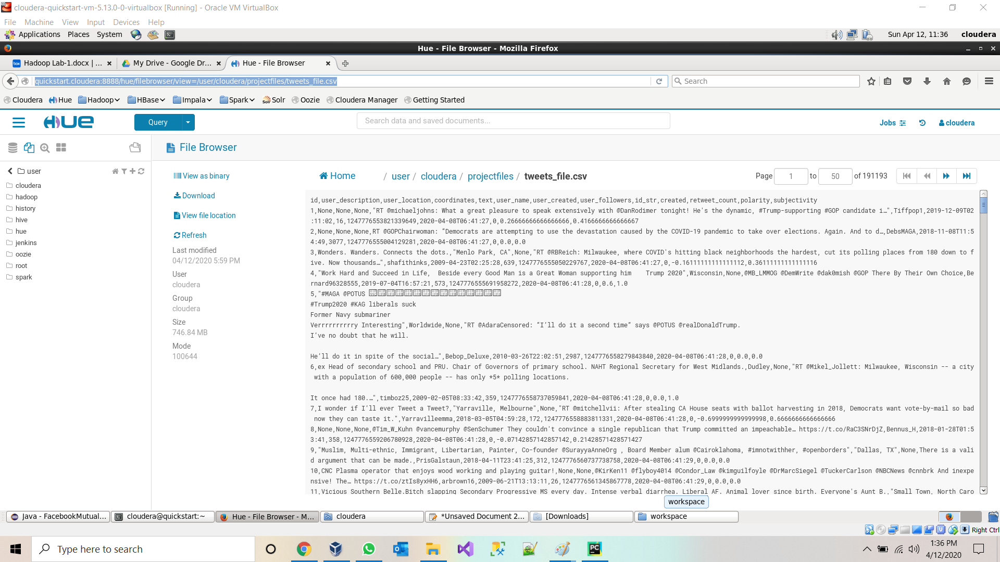 cloudera-quickstart-vm-5.13.0-0-virtualbox [Running] - Oracle VM VirtualBox
File Machine View Input Devices Help
Applications Places System Sun Apr 12, 11:36 cloudera
Hue - File Browser - Mozilla Firefox
Hadoop Lab-1.docx | ... My Drive - Google Dr... Hue - File Browser
quickstart.cloudera:8888/hue/filebrowser/view=/user/cloudera/projectfiles/tweets_file.csv Search
Cloudera Hue Hadoop HBase Impala Spark Solr Oozie Cloudera Manager Getting Started
HUE Query Search data and saved documents... Jobs cloudera
File Browser
user
cloudera
hadoop
history
hive
hue
jenkins
oozie
root
spark
View as binary
Download
View file location
Refresh
Last modified
04/12/2020 5:59 PM
User
cloudera
Group
cloudera
Size
746.84 MB
Mode
100644
Home / user / cloudera / projectfiles / tweets_file.csv Page 1 to 50 of 191193
id,user_description,user_location,coordinates,text,user_name,user_created,user_followers,id_str,created,retweet_count,polarity,subjectivity
1,None,None,None,"RT @michaeljohns: What a great pleasure to speak extensively with @DanRodimer tonight! He's the dynamic, #Trump-supporting #GOP candidate i…",Tiffpop1,2019-12-09T02
:11:02,16,1247776553821339649,2020-04-08T06:41:27,0,0.26666666666666666,0.4166666666666667
2,None,None,None,RT @GOPChairwoman: “Democrats are attempting to use the devastation caused by the COVID-19 pandemic to take over elections. Again. And to d…,DebsMAGA,2018-11-08T11:5
4:49,3077,1247776555004129281,2020-04-08T06:41:27,0,0.0,0.0
3,Wonders. Wanders. Connects the dots.,"Menlo Park, CA",None,"RT @RBReich: Milwaukee, where COVID's hitting black neighborhoods the hardest, cut its polling places from 180 down to f
ive. Now thousands…",shafithinks,2009-04-23T02:25:28,639,1247776555050229767,2020-04-08T06:41:27,0,-0.16111111111111112,0.36111111111111116
4,"Work Hard and Succeed in Life,  Beside every Good Man is a Great Woman supporting him    Trump 2020",Wisconsin,None,@MB_LMMOG @DemWrite @dak0mish @GOP There By Their Own Choice,Be
rnard96328555,2019-07-04T16:57:21,573,1247776555691958272,2020-04-08T06:41:28,0,0.6,1.0
5,"#MAGA @POTUS
#Trump2020 #KAG liberals suck
Former Navy submariner
Verrrrrrrrry Interesting",Worldwide,None,"RT @AdaraCensored: “I’ll do it a second time” says @POTUS @realDonaldTrump.
I’ve no doubt that he will.
He’ll do it in spite of the social…",Bebop_Deluxe,2010-03-26T22:02:51,2987,1247776558279843840,2020-04-08T06:41:28,0,0.0,0.0
6,ex Head of secondary school and PRU. Chair of Governors of primary school. NAHT Regional Secretary for West Midlands.,Dudley,None,"RT @Mikel_Jollett: Milwaukee, Wisconsin -- a city
with a population of 600,000 people -- has only *5* polling locations.
It once had 180.…",timboz25,2009-02-05T08:33:42,359,1247776558737059841,2020-04-08T06:41:28,0,0.0,1.0
7,I wonder if I’ll ever Tweet a Tweet?,"Yarraville, Melbourne",None,"RT @mitchellvii: After stealing CA House seats with ballot harvesting in 2018, Democrats want vote-by-mail so bad
now they can taste it.",Yarravilleemma,2018-03-05T04:59:28,172,1247776558883811331,2020-04-08T06:41:28,0,-0.6999999999999998,0.6666666666666666
8,None,None,None,@Tim_W_Kuhn @vancemurphy @SenSchumer They couldn't convince a single republican that Trump committed an impeachable… https://t.co/RaC3SNrDjZ,Bennus_H,2018-01-28T01:5
3:41,358,1247776559206780928,2020-04-08T06:41:28,0,-0.07142857142857142,0.21428571428571427
9,"Muslim, Multi-ethnic, Immigrant, Libertarian, Painter, Co-founder @SurayyaAnneOrg , Board Member alum @Cairoklahoma, #imnotwithher, #openborders","Dallas, TX",None,There is a vali
d argument that can be made.,PrisGalstaun,2018-04-11T23:41:25,312,1247776560737738758,2020-04-08T06:41:29,0,0.0,0.0
10,CNC Plasma operator that enjoys wood working and playing guitar!,None,None,@KirKen11 @flyboy4014 @Condor_Law @kimguilfoyle @DrMarcSiegel @TuckerCarlson @NBCNews @cnnbrk And inexpe
nsive! The… https://t.co/ztIs8yxHH6,arbrown16,2009-06-21T13:13:11,26,1247776561345867778,2020-04-08T06:41:29,0,0.0,0.0
11,Vicious Southern Belle.Bitch slapping Secondary Progressive MS every day. Intense verbal diarrhea. Liberal AF. Animal lover since birth. Everyone's Aunt B.,"Small Town, North Caro
workspace
Java - FacebookMutual... cloudera@quickstart:~ Hue - File Browser - M... cloudera *Unsaved Document 2... [Downloads] workspace
Right Ctrl
Type here to search
1:36 PM
4/12/2020